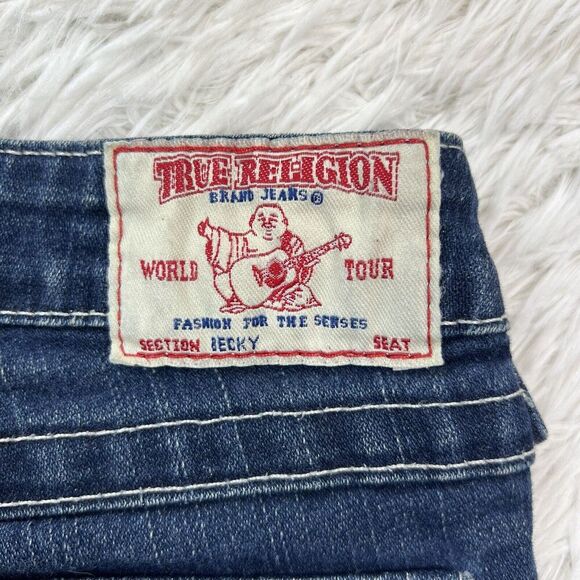 TRUE RELIGION
BRAND JEANS ®
WORLD TOUR
FASHION FOR THE SENSES
SECTION BECKY SEAT